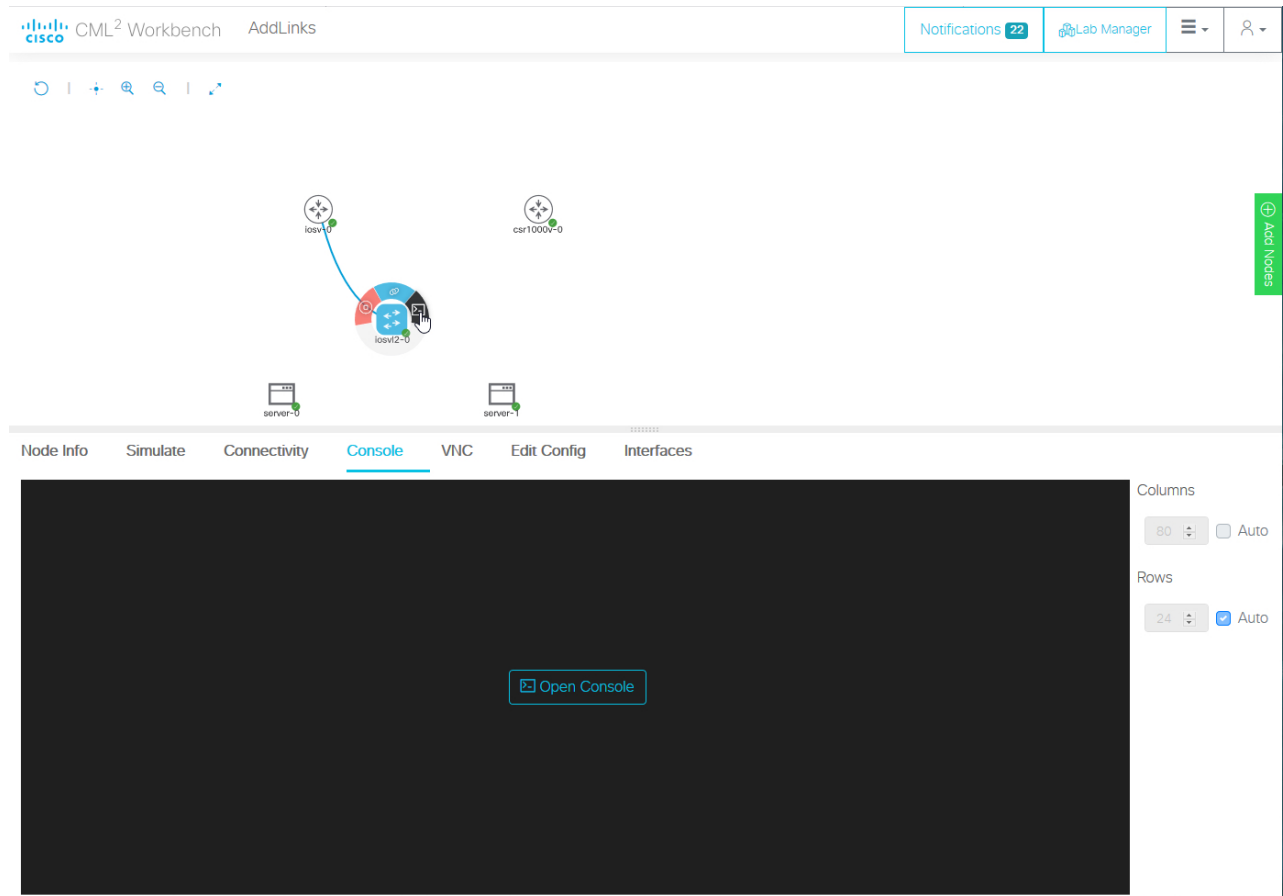 CISCO CML2 Workbench AddLinks Notifications 22 Lab Manager
iosv-0 csr1000v-0
Add Nodes
iosvl2-0
server-0 server-1
Node Info Simulate Connectivity Console VNC Edit Config Interfaces
Columns
80 Auto
Rows
24 Auto
Open Console